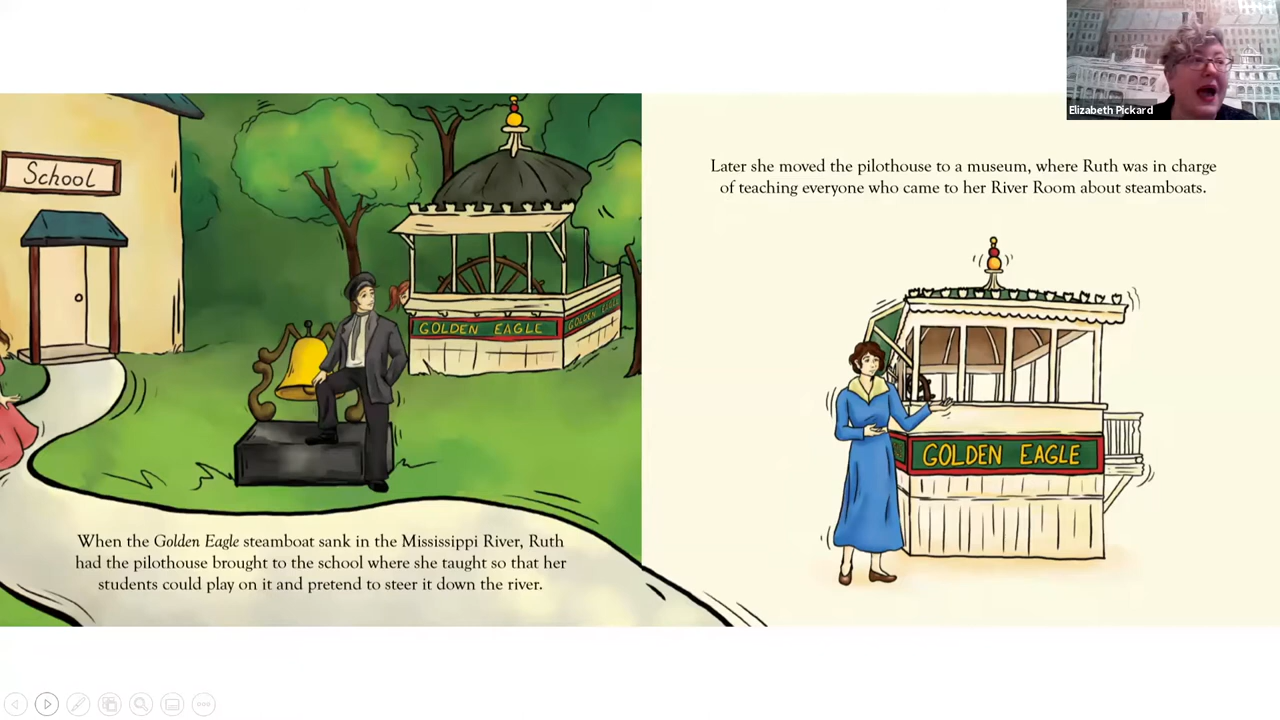 Elizabeth Pickard
School
GOLDEN EAGLE
GOLDEN EAGLE
When the Golden Eagle steamboat sank in the Mississippi River, Ruth
had the pilothouse brought to the school where she taught so that her
students could play on it and pretend to steer it down the river.
Later she moved the pilothouse to a museum, where Ruth was in charge
of teaching everyone who came to her River Room about steamboats.
GOLDEN EAGLE